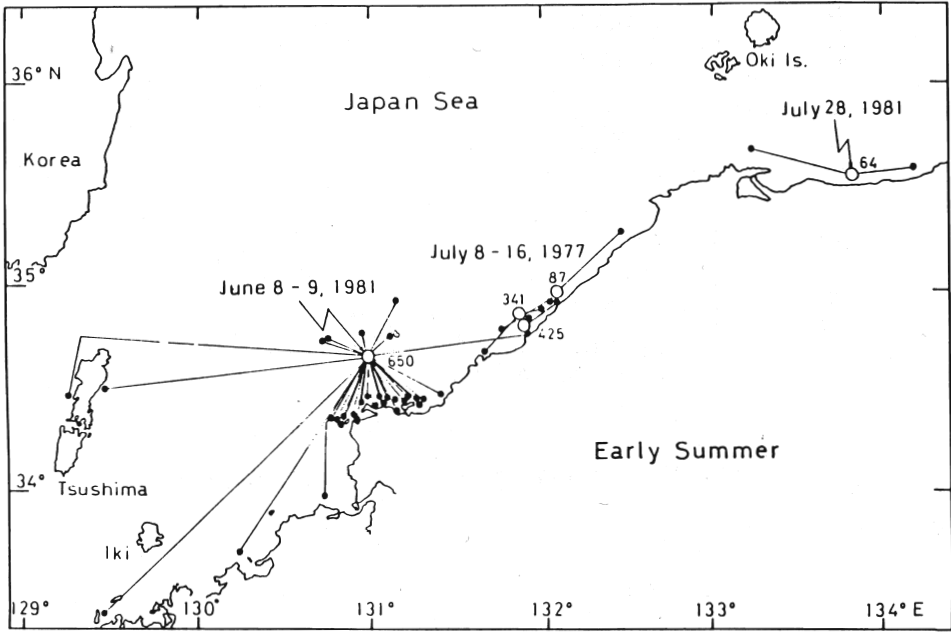 36° N
Oki Is.
Japan Sea
July 28, 1981
Korea
64
July 8 - 16, 1977
35°
87
June 8 - 9, 1981
341
425
650
Early Summer
34°
Tsushima
Iki
129°
130°
131°
132°
133°
134° E